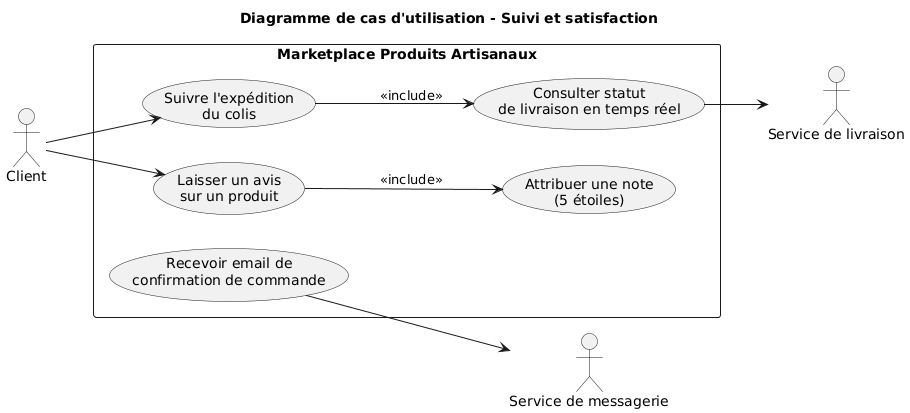 Diagramme de cas d'utilisation - Suivi et satisfaction
Marketplace Produits Artisanaux
Suivre l'expédition
du colis
«include»
Consulter statut
de livraison en temps réel
Service de livraison
Client
Laisser un avis
sur un produit
«include»
Attribuer une note
(5 étoiles)
Recevoir email de
confirmation de commande
Service de messagerie